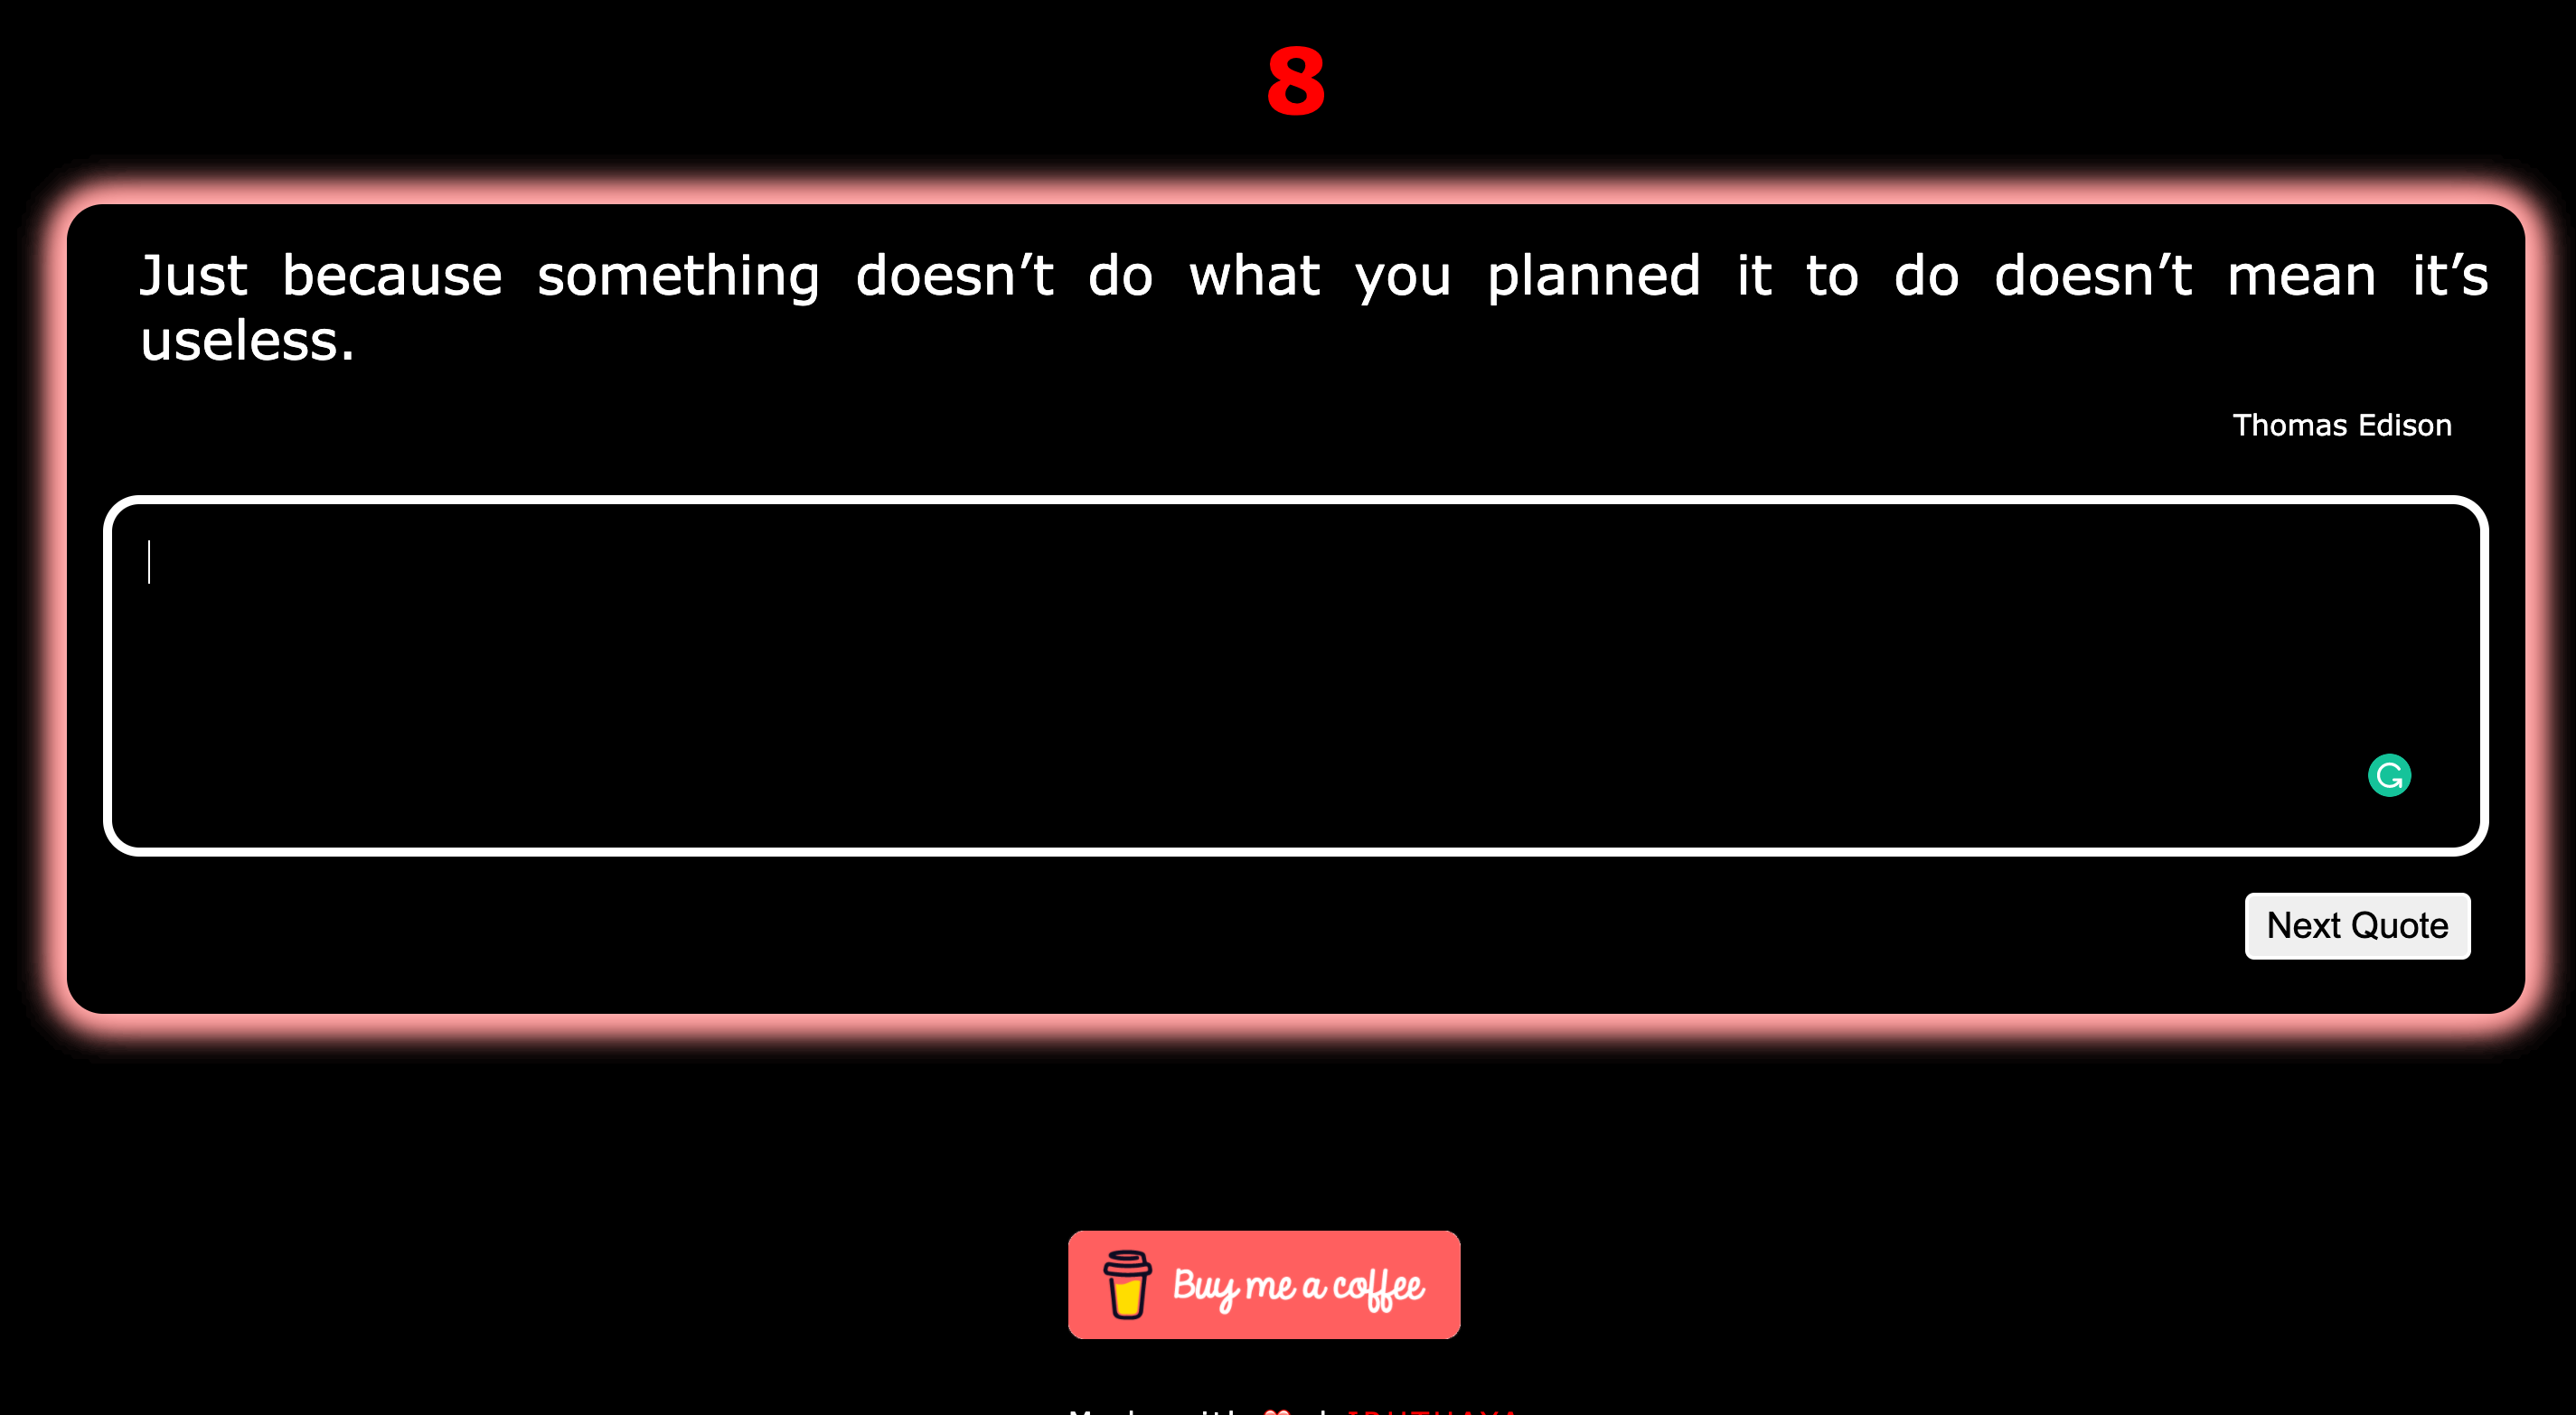 8
Just because something doesn’t do what you planned it to do doesn’t mean it’s
useless.
Thomas Edison
Next Quote
Buy me a coffee